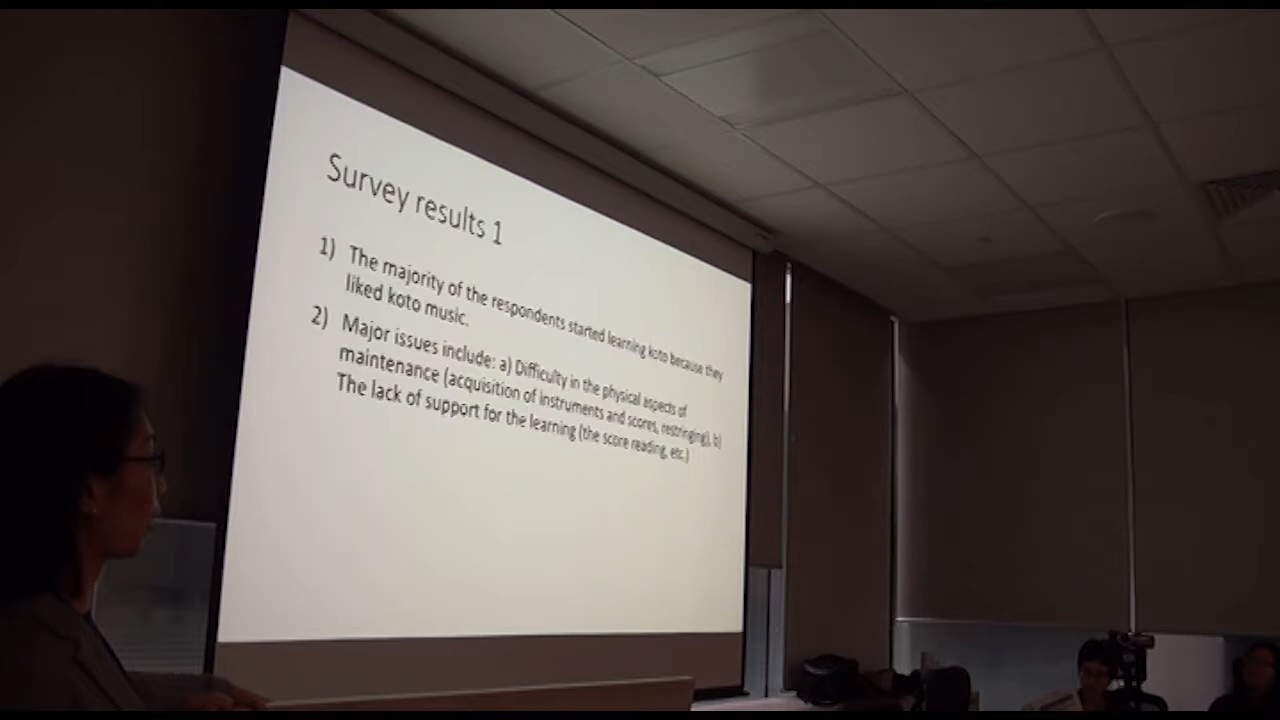 Survey results 1
1) The majority of the respondents started learning koto because they
liked koto music.
2) Major issues include: a) Difficulty in the physical aspects of
maintenance (acquisition of instruments and scores, restringing), b)
The lack of support for the learning (the score reading, etc.)